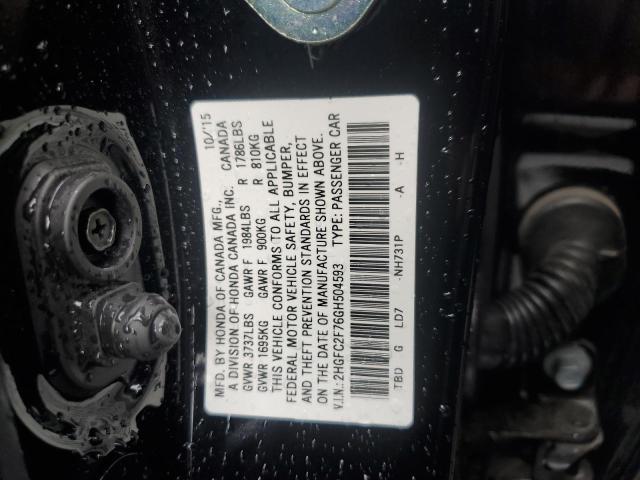 MFD. BY HONDA OF CANADA MFG., 10/15
A DIVISION OF HONDA CANADA INC. CANADA
GVWR 3737LBS GAWR F 1984LBS R 1786LBS
GVWR 1695KG GAWR F 900KG R 810KG
THIS VEHICLE CONFORMS TO ALL APPLICABLE
FEDERAL MOTOR VEHICLE SAFETY, BUMPER,
AND THEFT PREVENTION STANDARDS IN EFFECT
ON THE DATE OF MANUFACTURE SHOWN ABOVE.
V.I.N.: 2HGFC2F76GH504593 TYPE: PASSENGER CAR
TBD G LD7 -NH731P -A -H